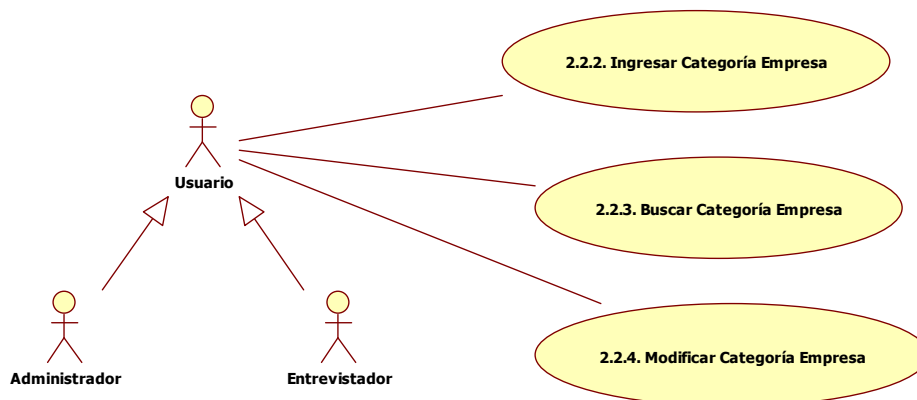 2.2.2. Ingresar Categoría Empresa
Usuario
2.2.3. Buscar Categoría Empresa
2.2.4. Modificar Categoría Empresa
Administrador
Entrevistador